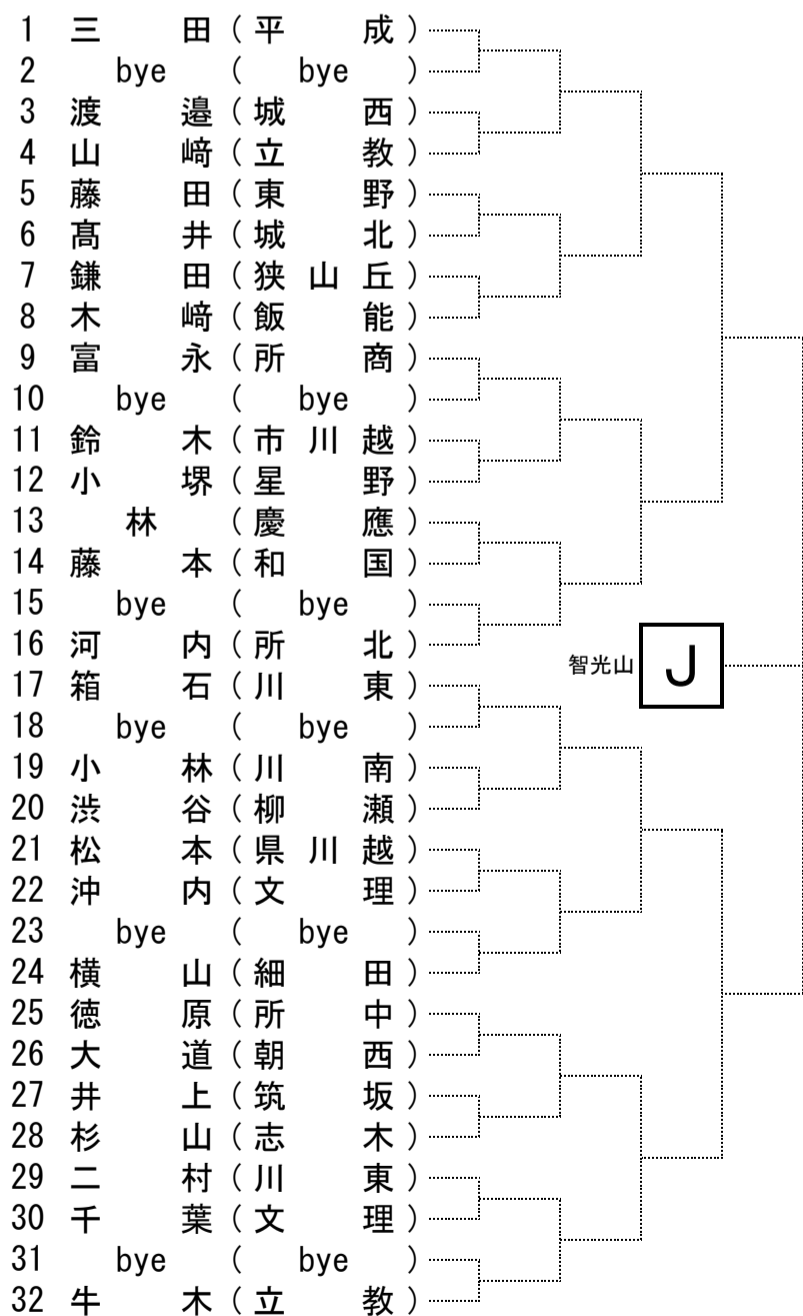 1 三田(平成)
2 bye (bye)
3 渡邉(城西)
4 山﨑(立教)
5 藤田(東野)
6 髙井(城北)
7 鎌田(狭山丘)
8 木﨑(飯能)
9 富永(所商)
10 bye (bye)
11 鈴木(市川越)
12 小堺(星野)
13 林(慶應)
14 藤本(和国)
15 bye (bye)
16 河内(所北)
智光山 J
17 箱石(川東)
18 bye (bye)
19 小林(川南)
20 渋谷(柳瀬)
21 松本(県川越)
22 沖内(文理)
23 bye (bye)
24 横山(細田)
25 徳原(所中)
26 大道(朝西)
27 井上(筑坂)
28 杉山(志木)
29 二村(川東)
30 千葉(文理)
31 bye (bye)
32 牛木(立教)